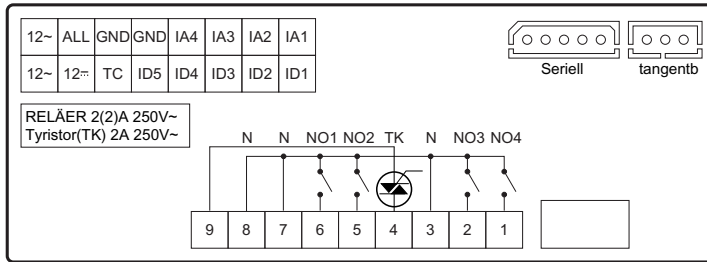 12~ ALL GND GND IA4 IA3 IA2 IA1
12~ 12⎓ TC ID5 ID4 ID3 ID2 ID1
Seriell tangentb
RELÄER 2(2)A 250V~
Tyristor(TK) 2A 250V~
N N NO1 NO2 TK N NO3 NO4
9 8 7 6 5 4 3 2 1